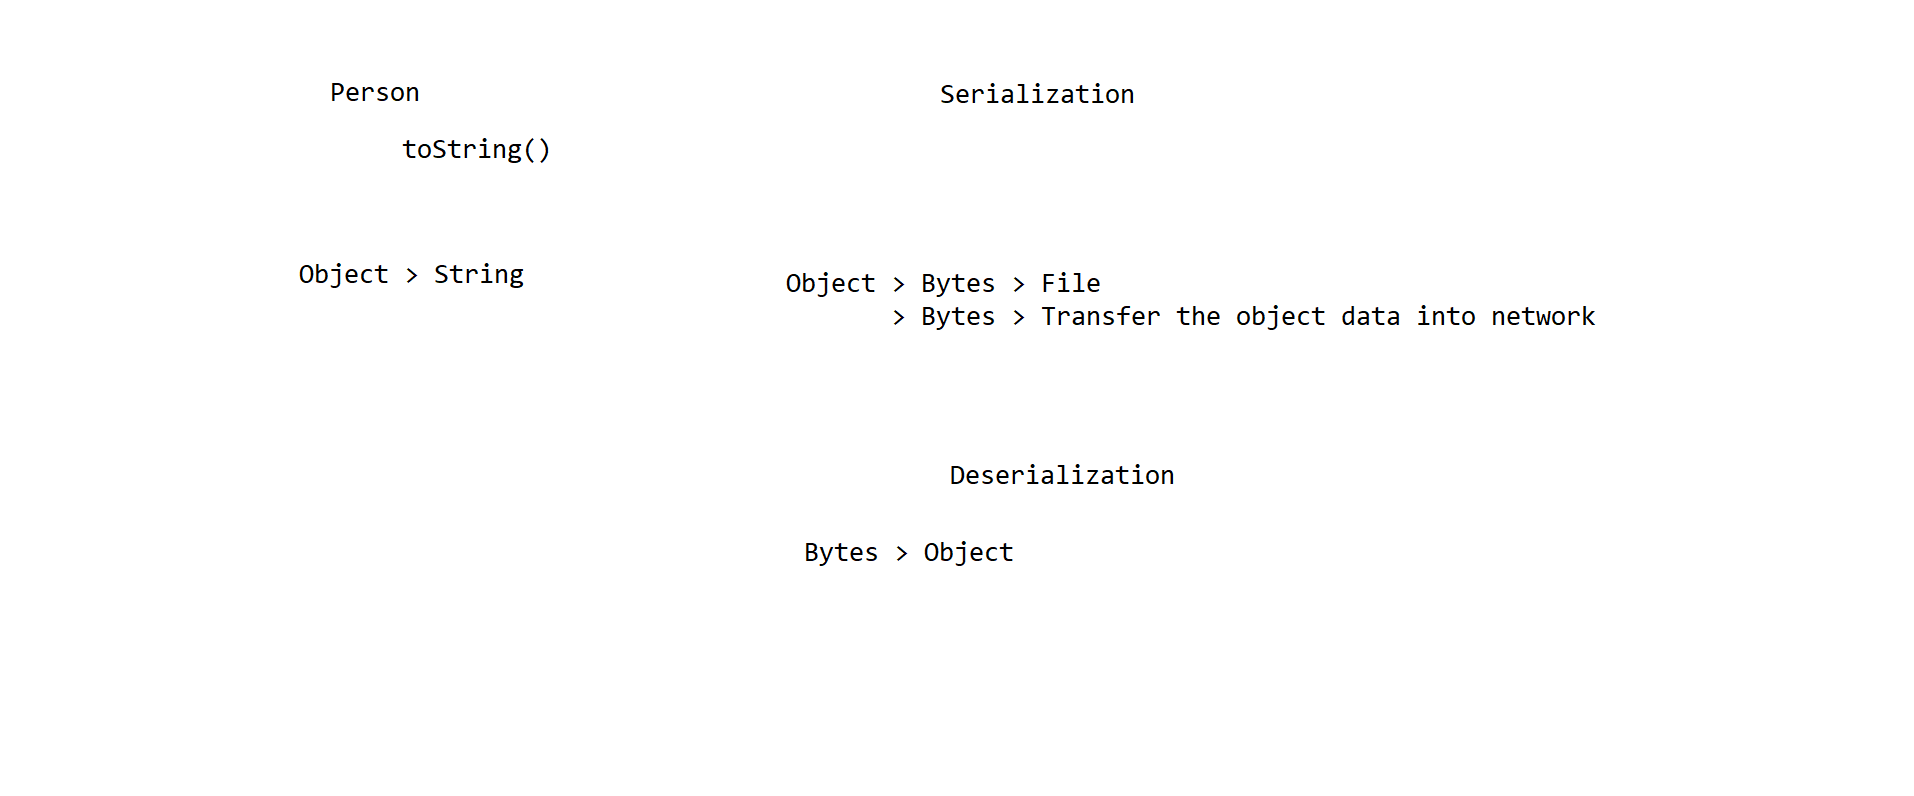 Person
toString()
Object > String
Serialization
Object > Bytes > File
> Bytes > Transfer the object data into network
Deserialization
Bytes > Object